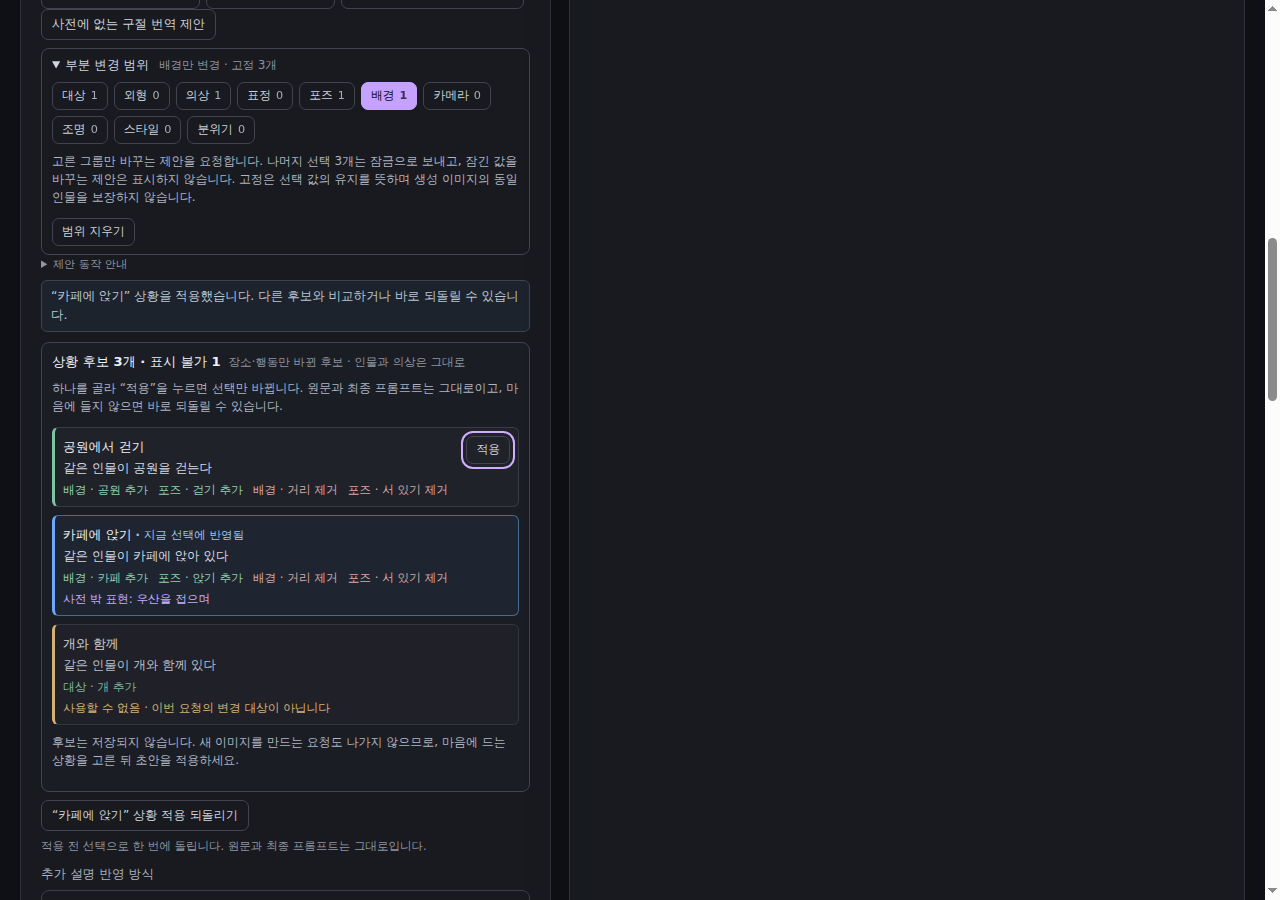 사전에 없는 구절 번역 제안
▼ 부분 변경 범위 배경만 변경 · 고정 3개
대상 1 외형 0 의상 1 표정 0 포즈 1 배경 1 카메라 0
조명 0 스타일 0 분위기 0
고른 그룹만 바꾸는 제안을 요청합니다. 나머지 선택 3개는 잠금으로 보내고, 잠긴 값을
바꾸는 제안은 표시하지 않습니다. 고정은 선택 값의 유지를 뜻하며 생성 이미지의 동일
인물을 보장하지 않습니다.
범위 지우기
▶ 제안 동작 안내
“카페에 앉기” 상황을 적용했습니다. 다른 후보와 비교하거나 바로 되돌릴 수 있습니
다.
상황 후보 3개 · 표시 불가 1 장소·행동만 바뀐 후보 · 인물과 의상은 그대로
하나를 골라 “적용”을 누르면 선택만 바뀝니다. 원문과 최종 프롬프트는 그대로이고, 마
음에 들지 않으면 바로 되돌릴 수 있습니다.
공원에서 걷기
적용
같은 인물이 공원을 걷는다
배경 · 공원 추가 포즈 · 걷기 추가 배경 · 거리 제거 포즈 · 서 있기 제거
카페에 앉기 · 지금 선택에 반영됨
같은 인물이 카페에 앉아 있다
배경 · 카페 추가 포즈 · 앉기 추가 배경 · 거리 제거 포즈 · 서 있기 제거
사전 밖 표현: 우산을 접으며
개와 함께
같은 인물이 개와 함께 있다
대상 · 개 추가
사용할 수 없음 · 이번 요청의 변경 대상이 아닙니다
후보는 저장되지 않습니다. 새 이미지를 만드는 요청도 나가지 않으므로, 마음에 드는
상황을 고른 뒤 초안을 적용하세요.
“카페에 앉기” 상황 적용 되돌리기
적용 전 선택으로 한 번에 돌립니다. 원문과 최종 프롬프트는 그대로입니다.
추가 설명 반영 방식